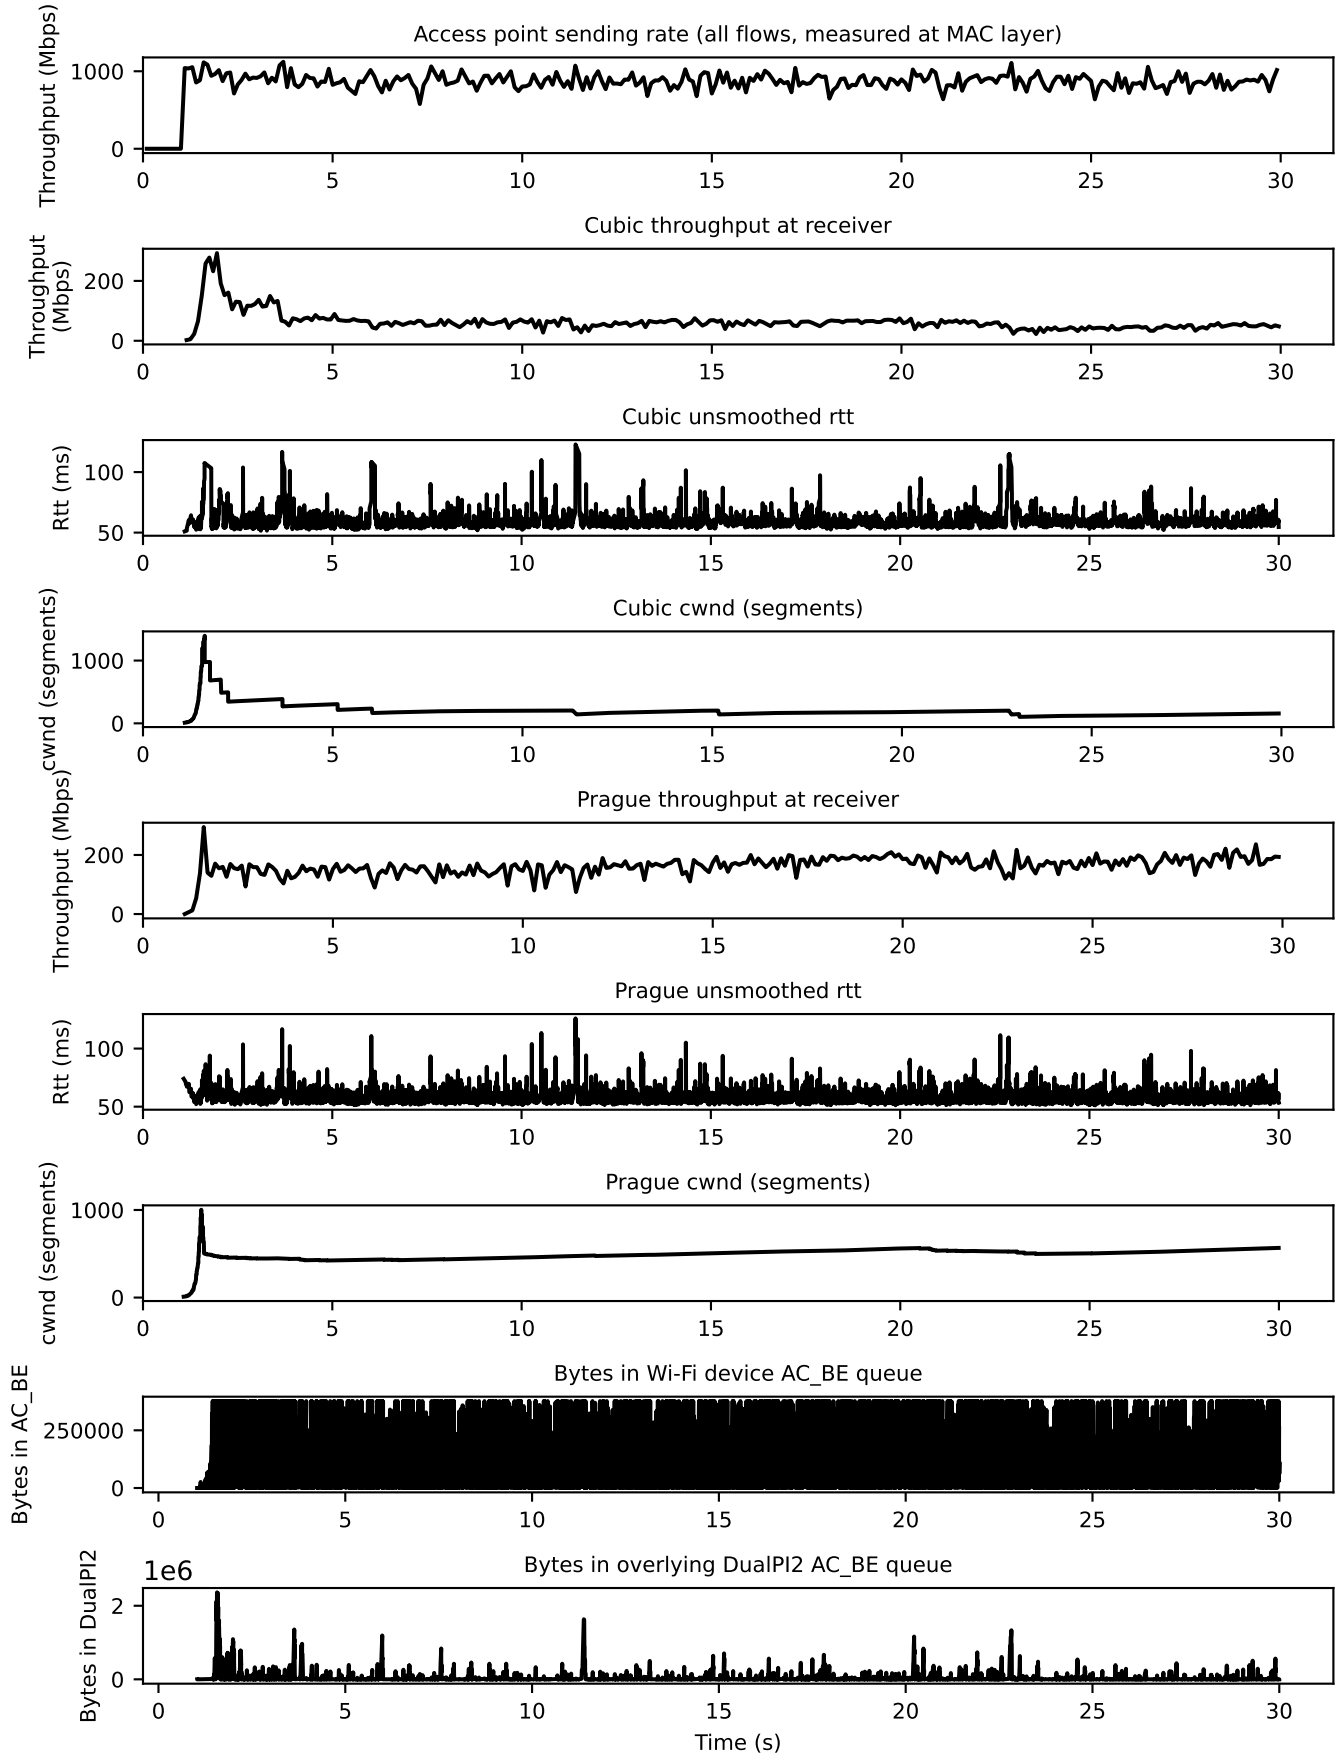 Access point sending rate (all flows, measured at MAC layer)
Throughput (Mbps)
1000
0
0 5 10 15 20 25 30
Cubic throughput at receiver
Throughput
(Mbps)
200
0
0 5 10 15 20 25 30
Cubic unsmoothed rtt
Rtt (ms)
100
50
0 5 10 15 20 25 30
Cubic cwnd (segments)
cwnd (segments)
1000
0
0 5 10 15 20 25 30
Prague throughput at receiver
Throughput (Mbps)
200
0
0 5 10 15 20 25 30
Prague unsmoothed rtt
Rtt (ms)
100
50
0 5 10 15 20 25 30
Prague cwnd (segments)
cwnd (segments)
1000
0
0 5 10 15 20 25 30
Bytes in Wi-Fi device AC_BE queue
Bytes in AC_BE
250000
0
0 5 10 15 20 25 30
Bytes in overlying DualPI2 AC_BE queue
1e6
Bytes in DualPI2
2
0
0 5 10 15 20 25 30
Time (s)